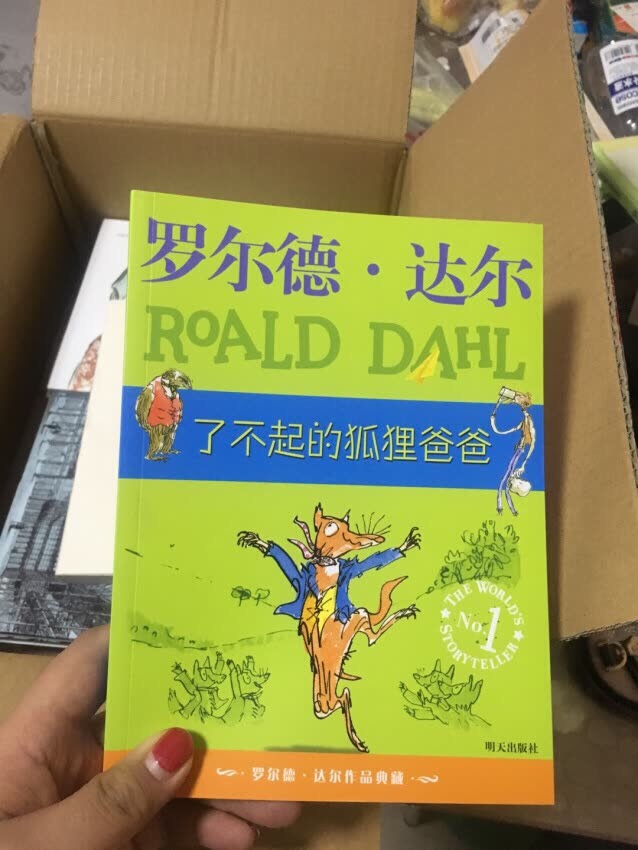 罗尔德·达尔
ROALD DAHL
了不起的狐狸爸爸
THE WORLD'S
No.1
STORYTELLER
明天出版社
罗尔德·达尔作品典藏